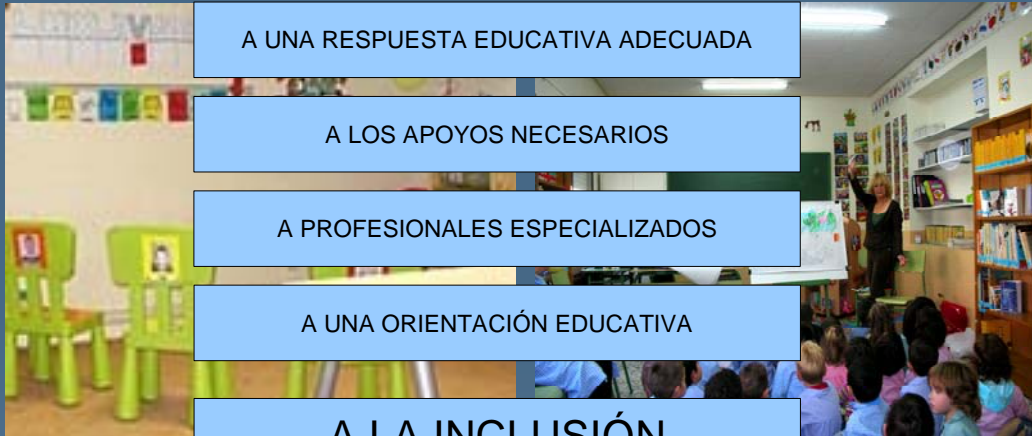 A UNA RESPUESTA EDUCATIVA ADECUADA
A LOS APOYOS NECESARIOS
A PROFESIONALES ESPECIALIZADOS
A UNA ORIENTACIÓN EDUCATIVA
A LA INCLUSIÓN